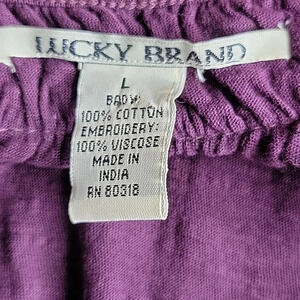 LUCKY BRAND
L
BODY:
100% COTTON
EMBROIDERY:
100% VISCOSE
MADE IN
INDIA
RN 80318